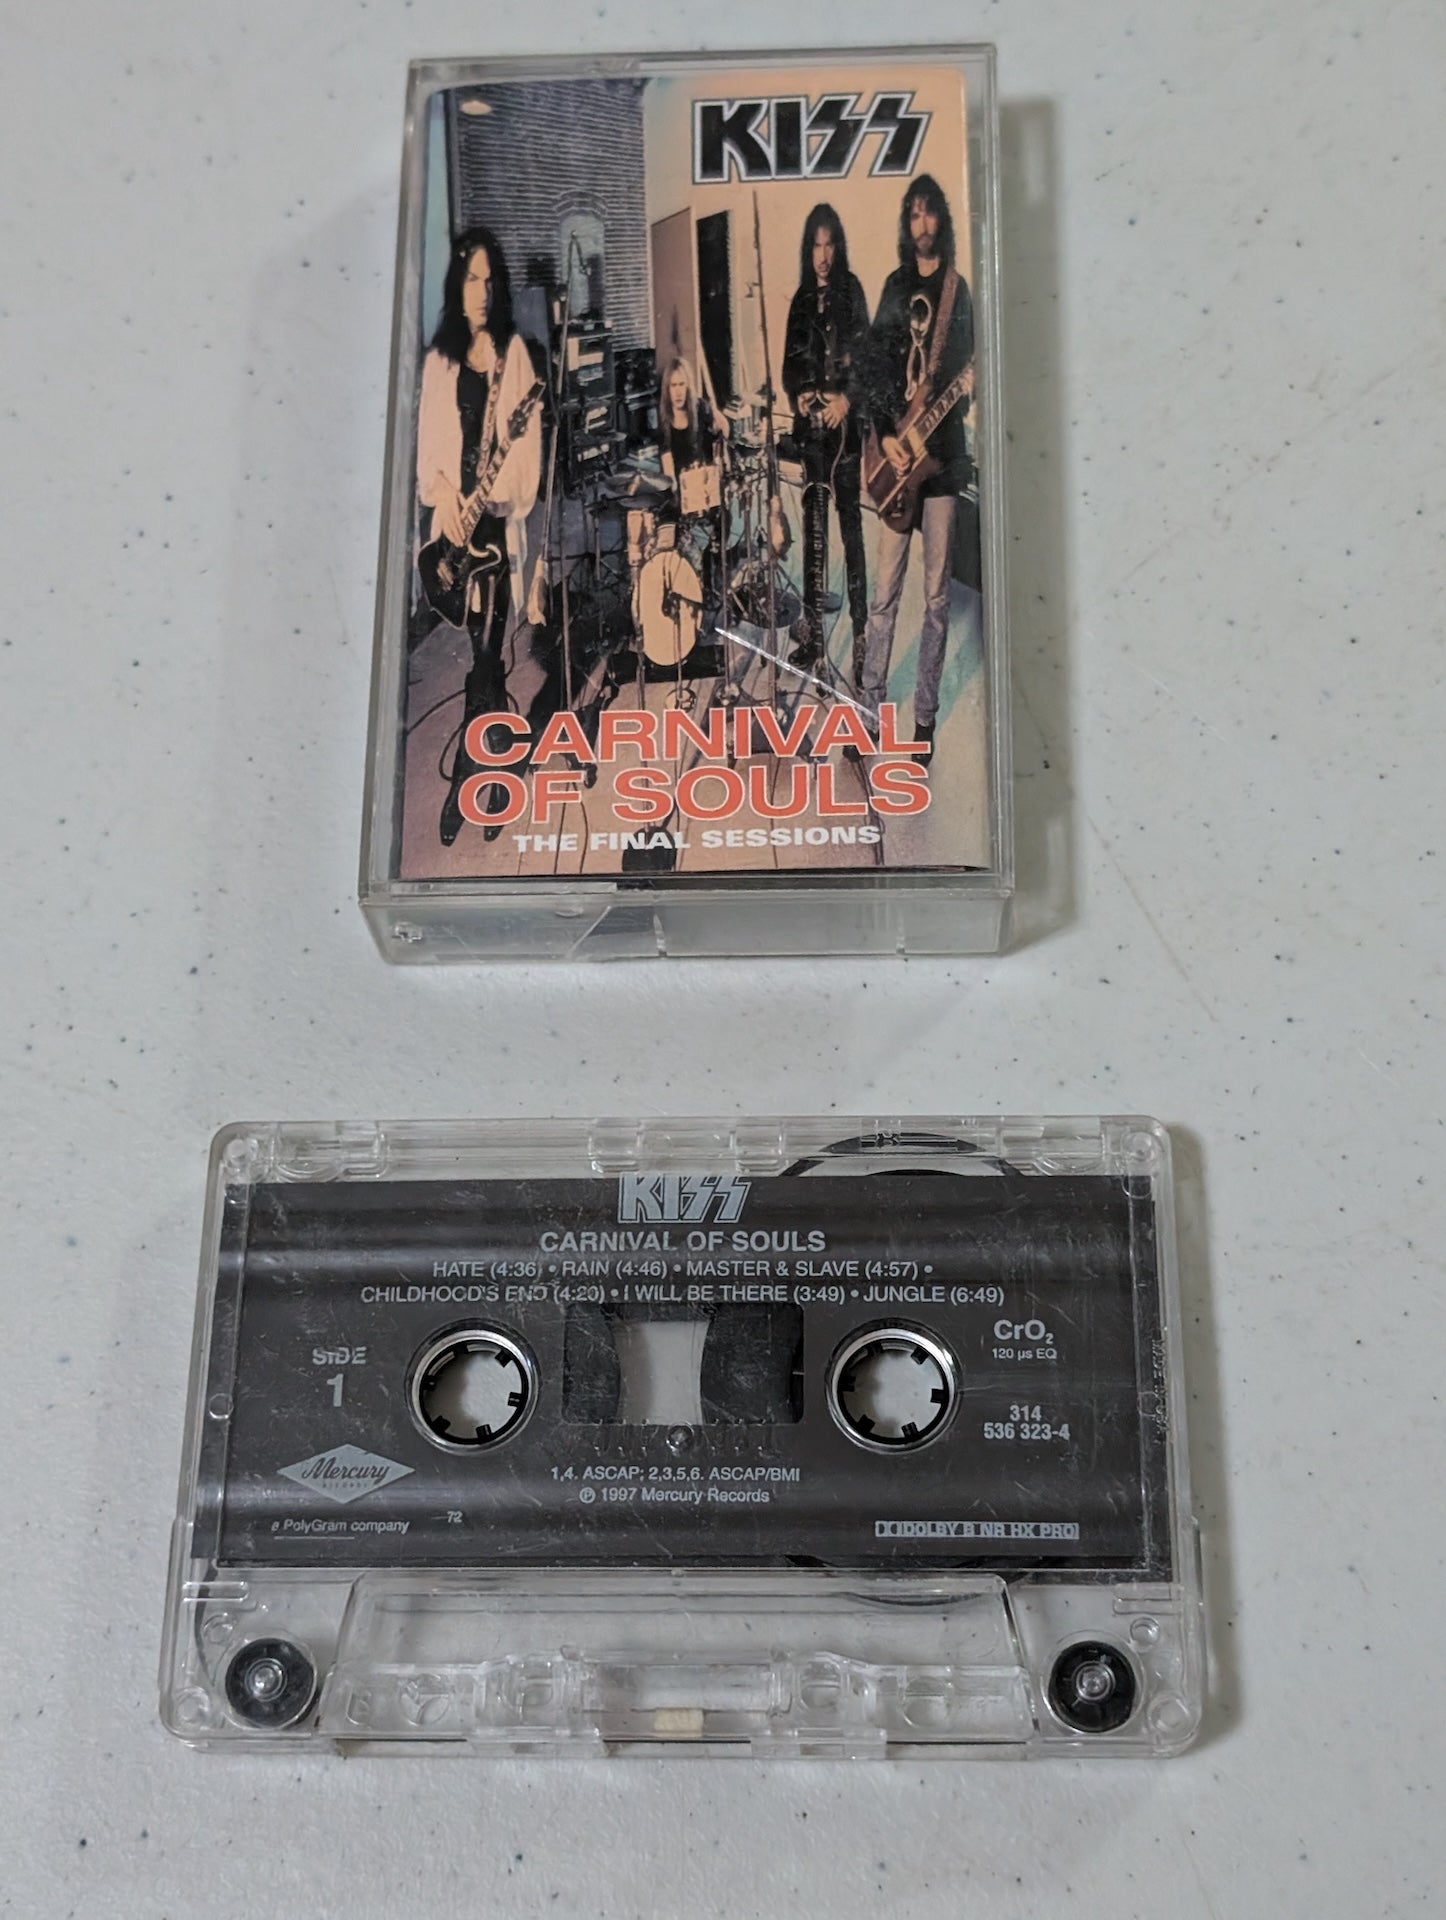 KISS
CARNIVAL
OF SOULS
THE FINAL SESSIONS
KISS
CARNIVAL OF SOULS
HATE (4:36) • RAIN (4:46) • MASTER & SLAVE (4:57) •
CHILDHOOD'S END (4:20) • I WILL BE THERE (3:49) • JUNGLE (6:49)
SIDE
1
CrO₂
120 µs EQ
314
536 323-4
Mercury
RECORDS
a PolyGram company
72
1,4. ASCAP; 2,3,5,6. ASCAP/BMI
℗ 1997 Mercury Records
DOLBY B NR HX PRO